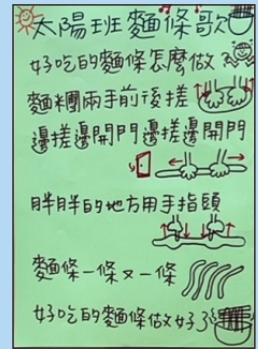 太陽班麵條歌
好吃的麵條怎麼做
麵糰兩手前後搓
邊搓邊開門邊搓邊開門
胖胖的地方用手指頭
麵條一條又一條
好吃的麵條做好了